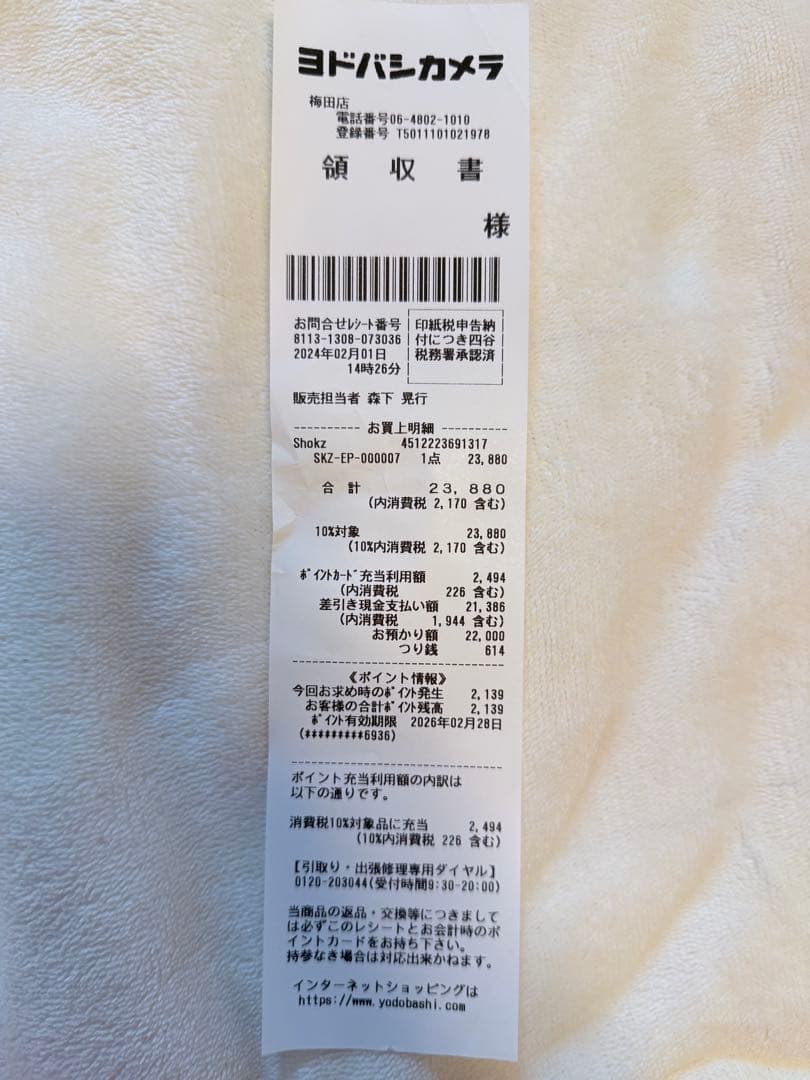 ヨドバシカメラ
梅田店
電話番号06-4802-1010
登録番号 T5011101021978
領 収 書
様
お問合せﾚｼｰﾄ番号
8113-1308-073036
2024年02月01日
14時26分
印紙税申告納
付につき四谷
税務署承認済
販売担当者 森下 晃行
---------- お買上明細 ----------
Shokz 4512223691317
SKZ-EP-000007 1点 23,880
合 計 23,880
(内消費税 2,170 含む)
10%対象 23,880
(10%内消費税 2,170 含む)
ﾎﾟｲﾝﾄｶｰﾄﾞ充当利用額 2,494
(内消費税 226 含む)
差引き現金支払い額 21,386
(内消費税 1,944 含む)
お預かり額 22,000
つり銭 614
《ポイント情報》
今回お求め時のﾎﾟｲﾝﾄ発生 2,139
お客様の合計ﾎﾟｲﾝﾄ残高 2,139
ﾎﾟｲﾝﾄ有効期限 2026年02月28日
(*********6936)
ポイント充当利用額の内訳は
以下の通りです。
消費税10%対象品に充当 2,494
(10%内消費税 226 含む)
【引取り・出張修理専用ダイヤル】
0120-203044(受付時間9:30-20:00)
当商品の返品・交換等につきまして
は必ずこのレシートとお会計時のポ
イントカードをお持ち下さい。
持参なき場合は対応出来かねます。
インターネットショッピングは
https://www.yodobashi.com